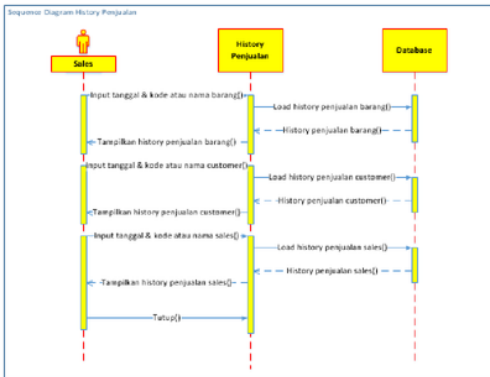 Sequence Diagram History Penjualan
Sales
History
Penjualan
Database
Input tanggal & kode atau nama barang()
Load history penjualan barang()
History penjualan barang()
Tampilkan history penjualan barang()
Input tanggal & kode atau nama customer()
Load history penjualan customer()
History penjualan customer()
Tampilkan history penjualan customer()
Input tanggal & kode atau nama sales()
Load history penjualan sales()
History penjualan sales()
Tampilkan history penjualan sales()
Tutup()